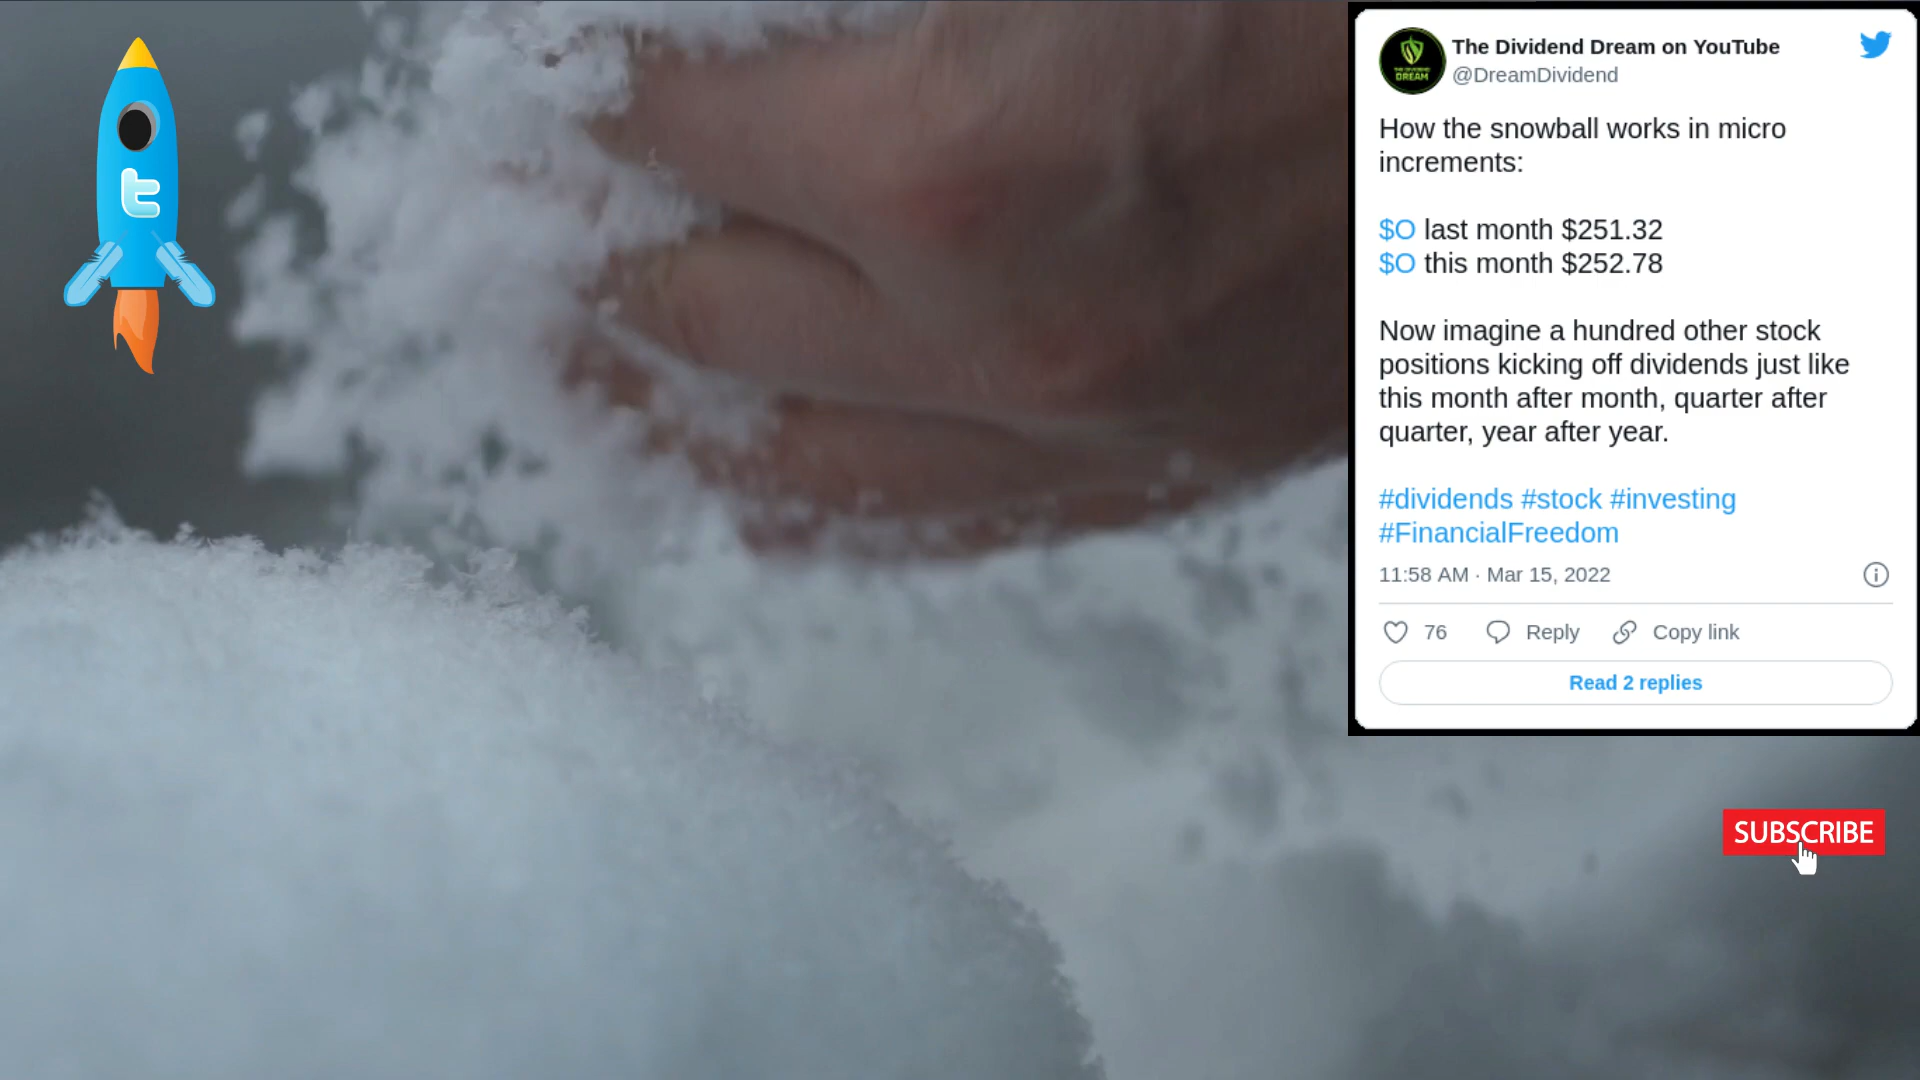 The Dividend Dream on YouTube
@DreamDividend
How the snowball works in micro
increments:
$O last month $251.32
$O this month $252.78
Now imagine a hundred other stock
positions kicking off dividends just like
this month after month, quarter after
quarter, year after year.
#dividends #stock #investing
#FinancialFreedom
11:58 AM · Mar 15, 2022
76 Reply Copy link
Read 2 replies
SUBSCRIBE
t
DREAM